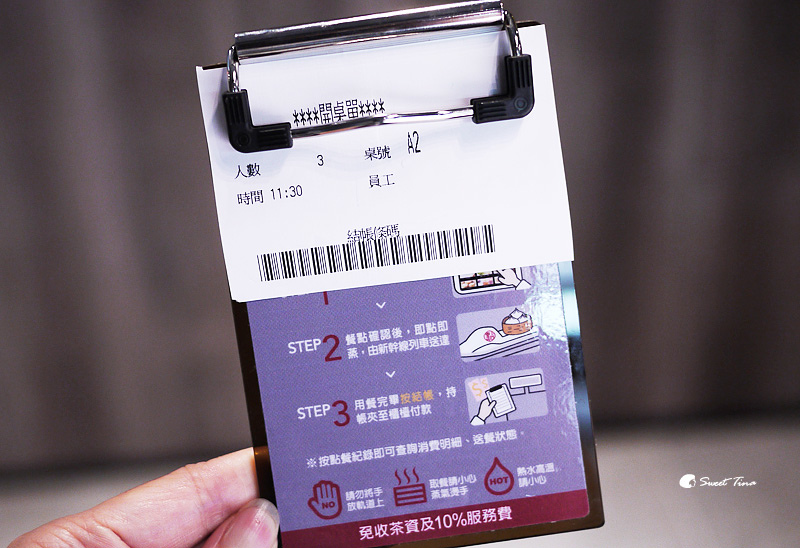 ****開桌單****
人數 3 桌號 A2
時間 11:30 員工
結帳條碼
1
STEP 2 餐點確認後，即點即
蒸，由新幹線列車送達
STEP 3 用餐完畢按結帳，持
帳夾至櫃檯付款
※按點餐紀錄即可查詢消費明細、送餐狀態。
NO 請勿將手
放軌道上
取餐請小心
蒸氣燙手
HOT 熱水高溫
請小心
免收茶資及10%服務費
Sweet Tina